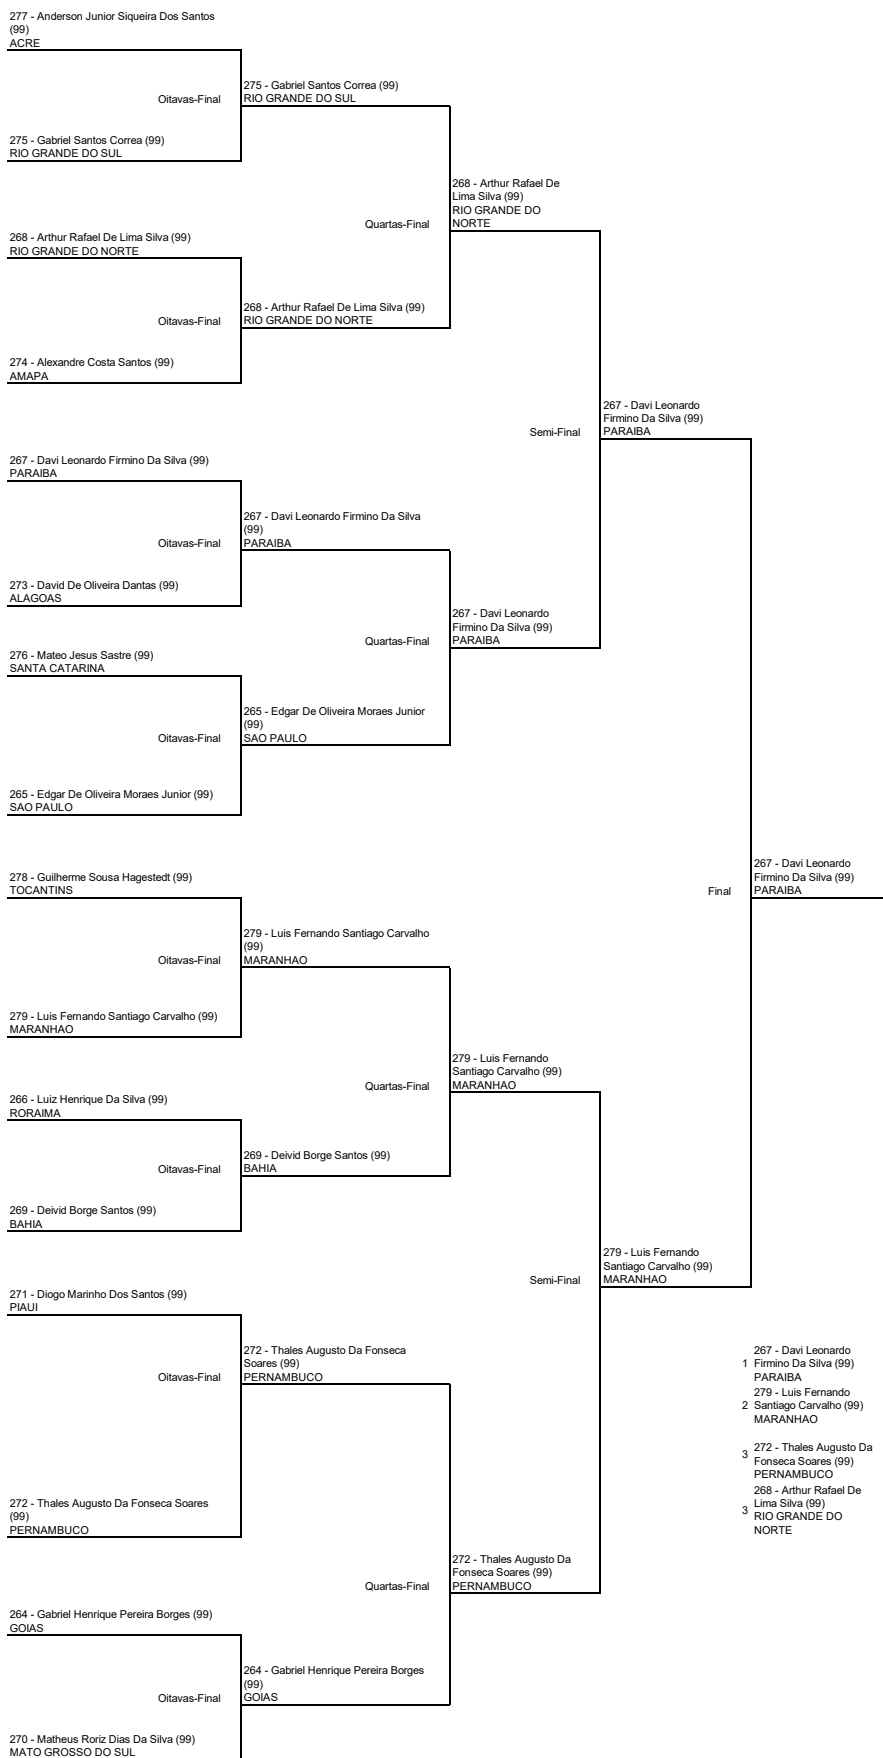 277 - Anderson Junior Siqueira Dos Santos
(99)
ACRE
Oitavas-Final
275 - Gabriel Santos Correa (99)
RIO GRANDE DO SUL
275 - Gabriel Santos Correa (99)
RIO GRANDE DO SUL
268 - Arthur Rafael De
Lima Silva (99)
RIO GRANDE DO
NORTE
Quartas-Final
268 - Arthur Rafael De Lima Silva (99)
RIO GRANDE DO NORTE
Oitavas-Final
268 - Arthur Rafael De Lima Silva (99)
RIO GRANDE DO NORTE
274 - Alexandre Costa Santos (99)
AMAPA
267 - Davi Leonardo
Firmino Da Silva (99)
PARAIBA
Semi-Final
267 - Davi Leonardo Firmino Da Silva (99)
PARAIBA
Oitavas-Final
267 - Davi Leonardo Firmino Da Silva
(99)
PARAIBA
273 - David De Oliveira Dantas (99)
ALAGOAS
267 - Davi Leonardo
Firmino Da Silva (99)
PARAIBA
Quartas-Final
276 - Mateo Jesus Sastre (99)
SANTA CATARINA
Oitavas-Final
265 - Edgar De Oliveira Moraes Junior
(99)
SAO PAULO
265 - Edgar De Oliveira Moraes Junior (99)
SAO PAULO
278 - Guilherme Sousa Hagestedt (99)
TOCANTINS
Final
267 - Davi Leonardo
Firmino Da Silva (99)
PARAIBA
Oitavas-Final
279 - Luis Fernando Santiago Carvalho
(99)
MARANHAO
279 - Luis Fernando Santiago Carvalho (99)
MARANHAO
279 - Luis Fernando
Santiago Carvalho (99)
MARANHAO
Quartas-Final
266 - Luiz Henrique Da Silva (99)
RORAIMA
Oitavas-Final
269 - Deivid Borge Santos (99)
BAHIA
269 - Deivid Borge Santos (99)
BAHIA
279 - Luis Fernando
Santiago Carvalho (99)
MARANHAO
Semi-Final
271 - Diogo Marinho Dos Santos (99)
PIAUI
Oitavas-Final
272 - Thales Augusto Da Fonseca
Soares (99)
PERNAMBUCO
272 - Thales Augusto Da Fonseca Soares
(99)
PERNAMBUCO
267 - Davi Leonardo
1 Firmino Da Silva (99)
PARAIBA
279 - Luis Fernando
2 Santiago Carvalho (99)
MARANHAO
3 272 - Thales Augusto Da
Fonseca Soares (99)
PERNAMBUCO
268 - Arthur Rafael De
Lima Silva (99)
3 RIO GRANDE DO
NORTE
272 - Thales Augusto Da
Fonseca Soares (99)
PERNAMBUCO
Quartas-Final
264 - Gabriel Henrique Pereira Borges (99)
GOIAS
Oitavas-Final
264 - Gabriel Henrique Pereira Borges
(99)
GOIAS
270 - Matheus Roriz Dias Da Silva (99)
MATO GROSSO DO SUL